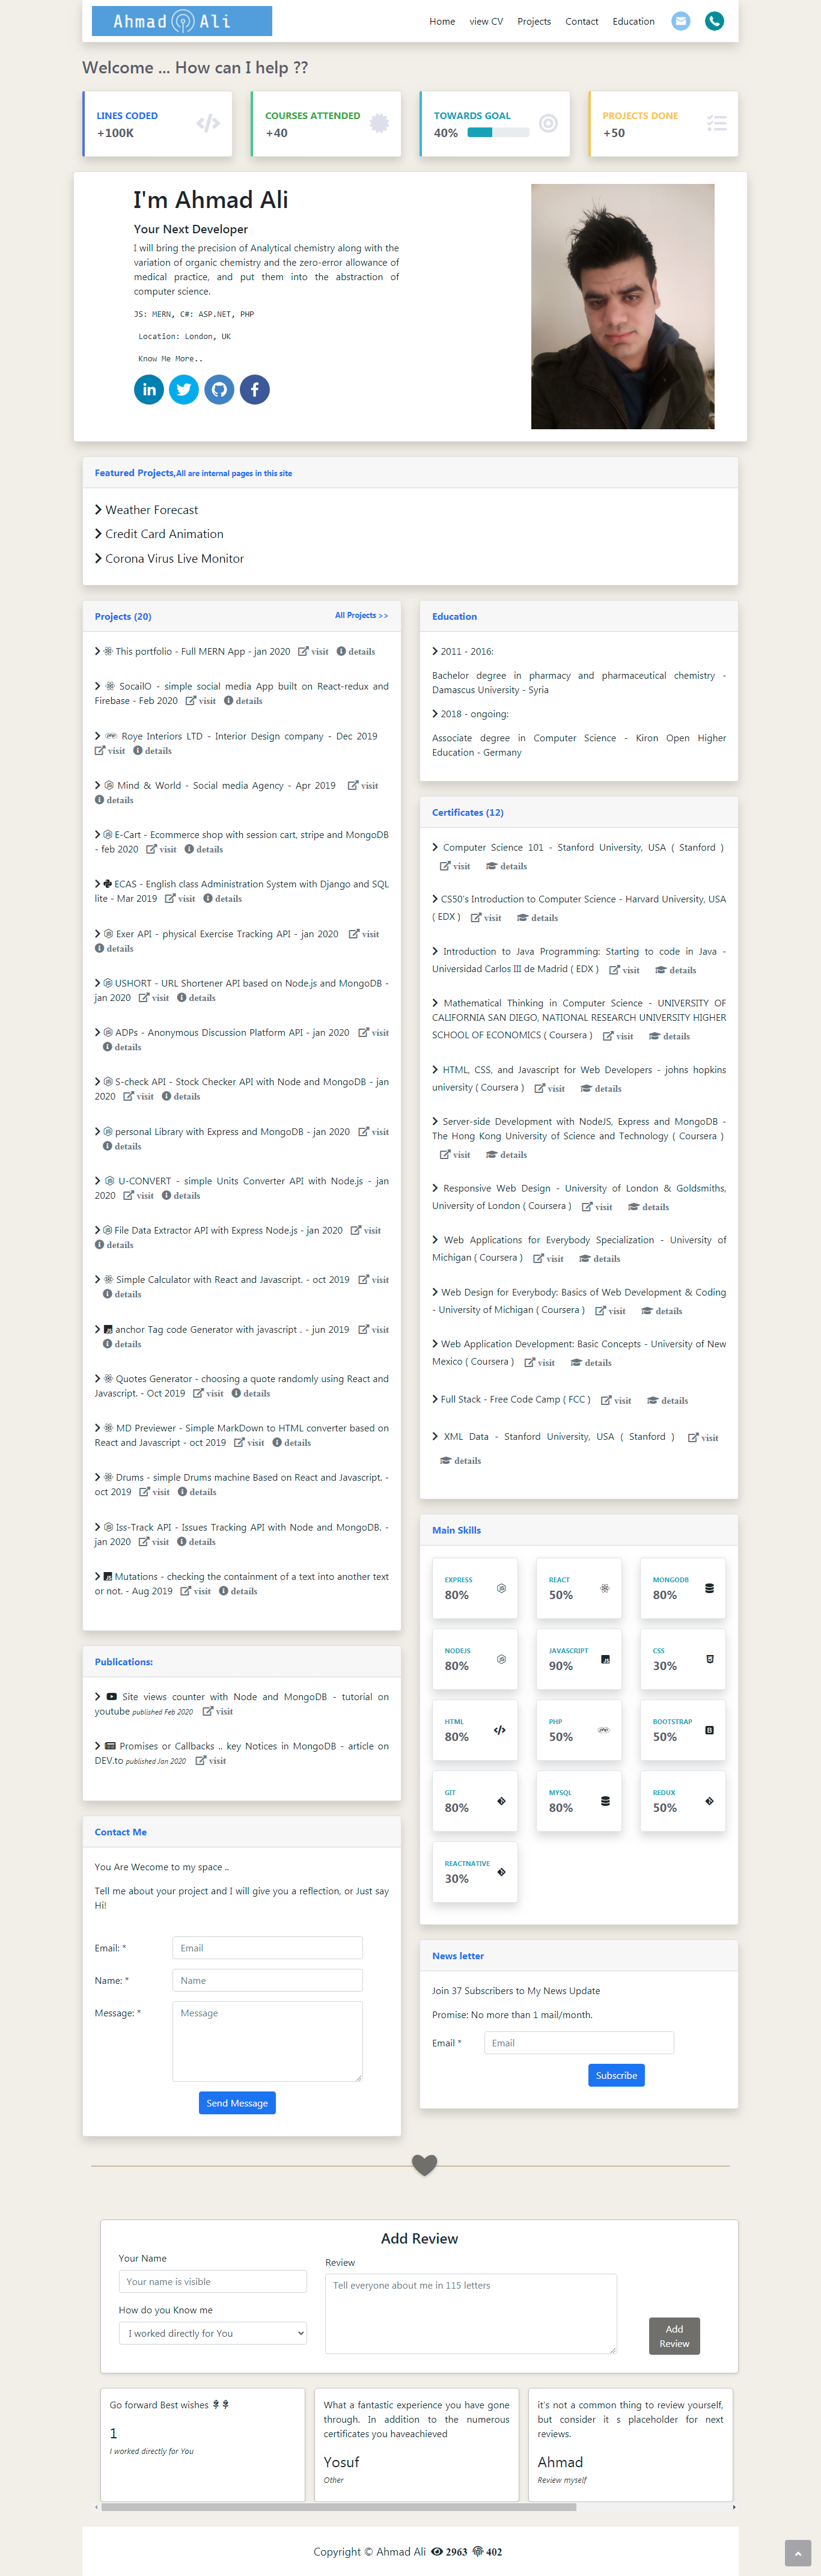 Ahmad Ali
Home view CV Projects Contact Education
Welcome ... How can I help ??
LINES CODED
+100K
COURSES ATTENDED
+40
TOWARDS GOAL
40%
PROJECTS DONE
+50
I'm Ahmad Ali
Your Next Developer
I will bring the precision of Analytical chemistry along with the
variation of organic chemistry and the zero-error allowance of
medical practice, and put them into the abstraction of
computer science.
JS: MERN, C#: ASP.NET, PHP
Location: London, UK
Know Me More..
Featured Projects,All are internal pages in this site
Weather Forecast
Credit Card Animation
Corona Virus Live Monitor
Projects (20) All Projects >>
This portfolio - Full MERN App - jan 2020 visit details
SocailO - simple social media App built on React-redux and
Firebase - Feb 2020 visit details
Roye Interiors LTD - Interior Design company - Dec 2019
visit details
Mind & World - Social media Agency - Apr 2019 visit
details
E-Cart - Ecommerce shop with session cart, stripe and MongoDB
- feb 2020 visit details
ECAS - English class Administration System with Django and SQL
lite - Mar 2019 visit details
Exer API - physical Exercise Tracking API - jan 2020 visit
details
USHORT - URL Shortener API based on Node.js and MongoDB -
jan 2020 visit details
ADPs - Anonymous Discussion Platform API - jan 2020 visit
details
S-check API - Stock Checker API with Node and MongoDB - jan
2020 visit details
personal Library with Express and MongoDB - jan 2020 visit
details
U-CONVERT - simple Units Converter API with Node.js - jan
2020 visit details
File Data Extractor API with Express Node.js - jan 2020 visit
details
Simple Calculator with React and Javascript. - oct 2019 visit
details
anchor Tag code Generator with javascript . - jun 2019 visit
details
Quotes Generator - choosing a quote randomly using React and
Javascript. - Oct 2019 visit details
MD Previewer - Simple MarkDown to HTML converter based on
React and Javascript - oct 2019 visit details
Drums - simple Drums machine Based on React and Javascript. -
oct 2019 visit details
Iss-Track API - Issues Tracking API with Node and MongoDB. -
jan 2020 visit details
Mutations - checking the containment of a text into another text
or not. - Aug 2019 visit details
Publications:
Site views counter with Node and MongoDB - tutorial on
youtube published Feb 2020 visit
Promises or Callbacks .. key Notices in MongoDB - article on
DEV.to published Jan 2020 visit
Contact Me
You Are Wecome to my space ..
Tell me about your project and I will give you a reflection, or Just say
Hi!
Email: * Email
Name: * Name
Message: * Message
Send Message
Education
2011 - 2016:
Bachelor degree in pharmacy and pharmaceutical chemistry -
Damascus University - Syria
2018 - ongoing:
Associate degree in Computer Science - Kiron Open Higher
Education - Germany
Certificates (12)
Computer Science 101 - Stanford University, USA ( Stanford )
visit details
CS50's Introduction to Computer Science - Harvard University, USA
( EDX ) visit details
Introduction to Java Programming: Starting to code in Java -
Universidad Carlos III de Madrid ( EDX ) visit details
Mathematical Thinking in Computer Science - UNIVERSITY OF
CALIFORNIA SAN DIEGO, NATIONAL RESEARCH UNIVERSITY HIGHER
SCHOOL OF ECONOMICS ( Coursera ) visit details
HTML, CSS, and Javascript for Web Developers - johns hopkins
university ( Coursera ) visit details
Server-side Development with NodeJS, Express and MongoDB -
The Hong Kong University of Science and Technology ( Coursera )
visit details
Responsive Web Design - University of London & Goldsmiths,
University of London ( Coursera ) visit details
Web Applications for Everybody Specialization - University of
Michigan ( Coursera ) visit details
Web Design for Everybody: Basics of Web Development & Coding
- University of Michigan ( Coursera ) visit details
Web Application Development: Basic Concepts - University of New
Mexico ( Coursera ) visit details
Full Stack - Free Code Camp ( FCC ) visit details
XML Data - Stanford University, USA ( Stanford ) visit
details
Main Skills
EXPRESS
80%
REACT
50%
MONGODB
80%
NODEJS
80%
JAVASCRIPT
90%
CSS
30%
HTML
80%
PHP
50%
BOOTSTRAP
50%
GIT
80%
MYSQL
80%
REDUX
50%
REACTNATIVE
30%
News letter
Join 37 Subscribers to My News Update
Promise: No more than 1 mail/month.
Email * Email
Subscribe
Add Review
Your Name
Your name is visible
How do you Know me
I worked directly for You
Review
Tell everyone about me in 115 letters
Add
Review
Go forward Best wishes
1
I worked directly for You
What a fantastic experience you have gone
through. In addition to the numerous
certificates you haveachieved
Yosuf
Other
it's not a common thing to review yourself,
but consider it s placeholder for next
reviews.
Ahmad
Review myself
Copyright © Ahmad Ali 2963 402